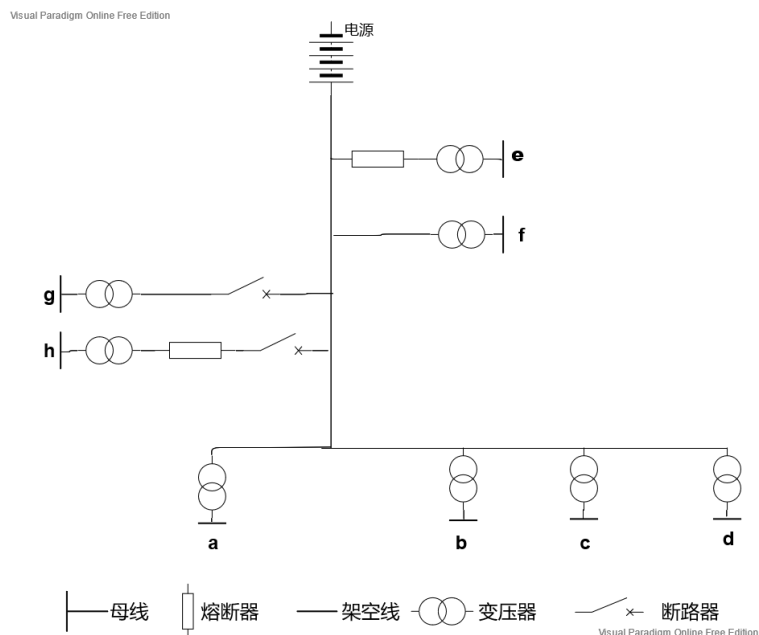 Visual Paradigm Online Free Edition
电源
e
f
g
h
a
b
c
d
母线
熔断器
架空线
变压器
断路器
Visual Paradigm Online Free Edition